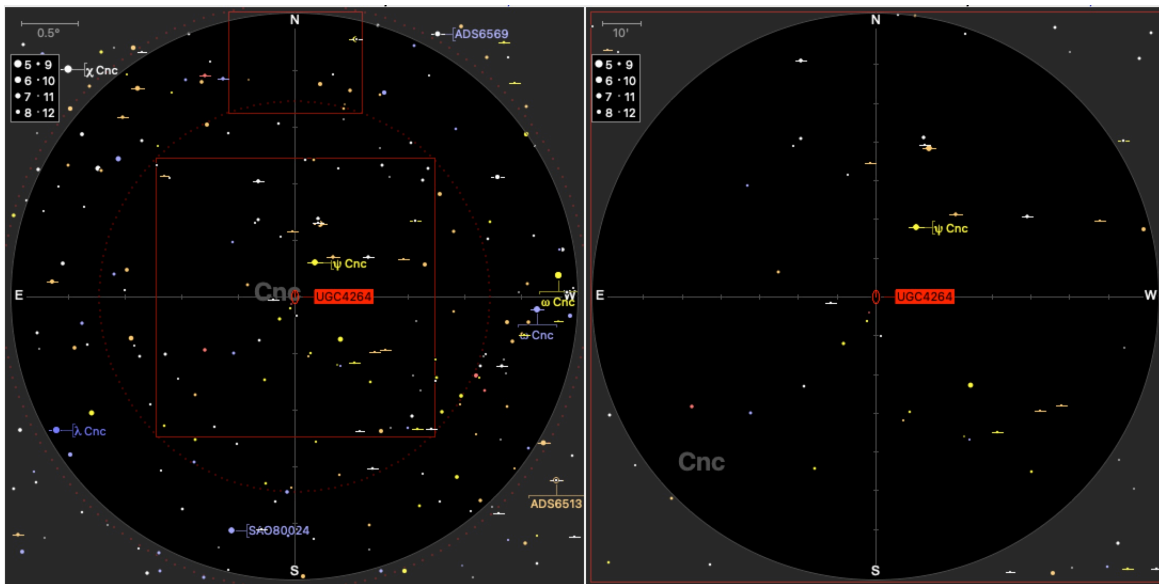 N
0.5°
ADS6569
5 • 9
6 • 10
7 • 11
8 • 12
χ Cnc
ψ Cnc
Cnc
E
UGC4264
W
ω Cnc
ω Cnc
λ Cnc
ADS6513
SAO80024
S
N
10'
5 • 9
6 • 10
7 • 11
8 • 12
ψ Cnc
E
UGC4264
W
Cnc
S